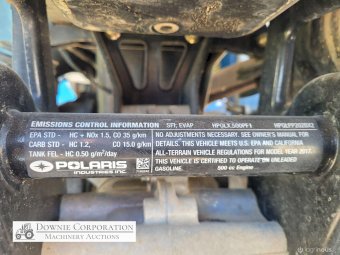 EMISSIONS CONTROL INFORMATION SFI, EVAP HPOLX.500PF1 HPOLPP2020X2
EPA STD - HC + NOx 1.5, CO 35 g/km
CARB STD - HC 1.2, CO 15.0 g/km
TANK FEL - HC 0.50 g/m²/day
POLARIS
INDUSTRIES INC.
NO ADJUSTMENTS NECESSARY. SEE OWNER'S MANUAL FOR
DETAILS. THIS VEHICLE MEETS U.S. EPA AND CALIFORNIA
ALL-TERRAIN VEHICLE REGULATIONS FOR MODEL YEAR 2017.
THIS VEHICLE IS CERTIFIED TO OPERATE ON UNLEADED
GASOLINE. 500 cc Engine
DOWNIE CORPORATION
MACHINERY AUCTIONS